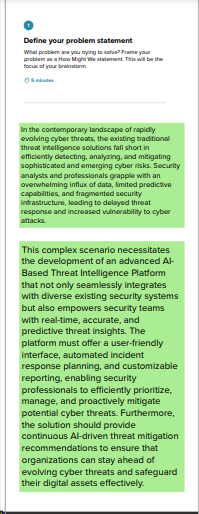 1
Define your problem statement
What problem are you trying to solve? Frame your
problem as a How Might We statement. This will be the
focus of your brainstorm.
5 minutes
In the contemporary landscape of rapidly
evolving cyber threats, the existing traditional
threat intelligence solutions fall short in
efficiently detecting, analyzing, and mitigating
sophisticated and emerging cyber risks. Security
analysts and professionals grapple with an
overwhelming influx of data, limited predictive
capabilities, and fragmented security
infrastructure, leading to delayed threat
response and increased vulnerability to cyber
attacks.
This complex scenario necessitates
the development of an advanced AI-
Based Threat Intelligence Platform
that not only seamlessly integrates
with diverse existing security systems
but also empowers security teams
with real-time, accurate, and
predictive threat insights. The
platform must offer a user-friendly
interface, automated incident
response planning, and customizable
reporting, enabling security
professionals to efficiently prioritize,
manage, and proactively mitigate
potential cyber threats. Furthermore,
the solution should provide
continuous AI-driven threat mitigation
recommendations to ensure that
organizations can stay ahead of
evolving cyber threats and safeguard
their digital assets effectively.